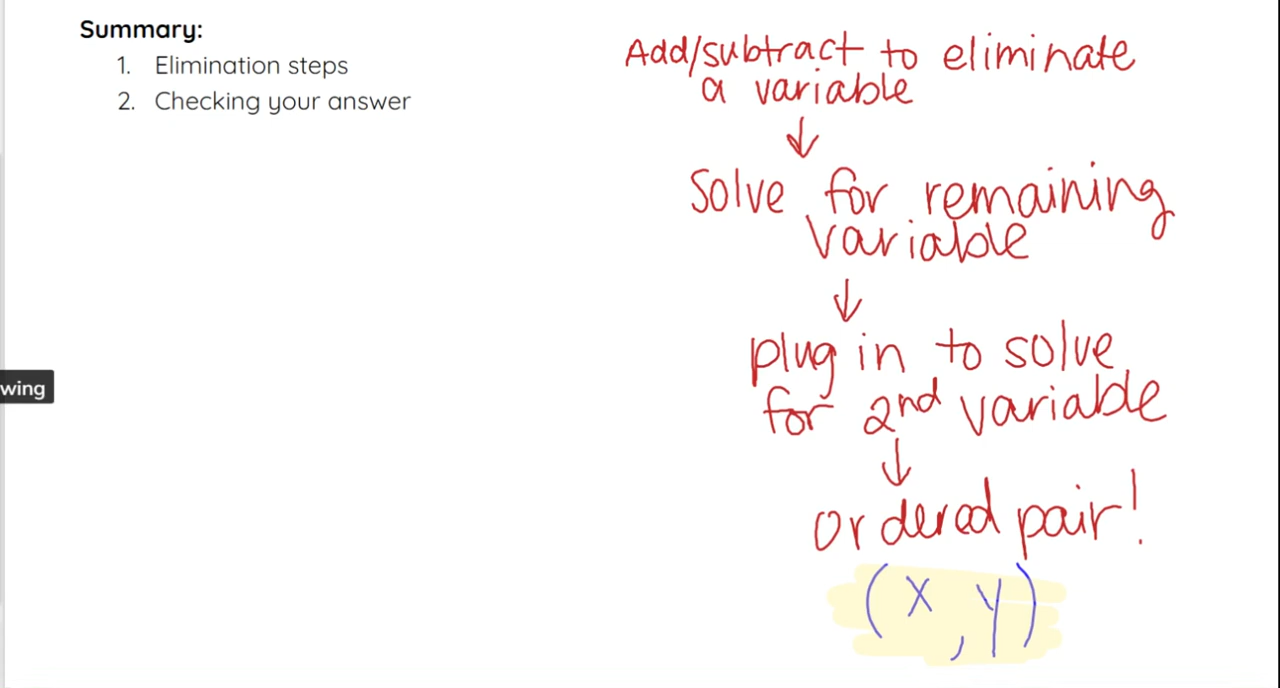 Summary:
1. Elimination steps
2. Checking your answer
Add/subtract to eliminate
a variable
↓
Solve for remaining
variable
↓
plug in to solve
for 2nd variable
↓
ordered pair!
(x, y)
wing